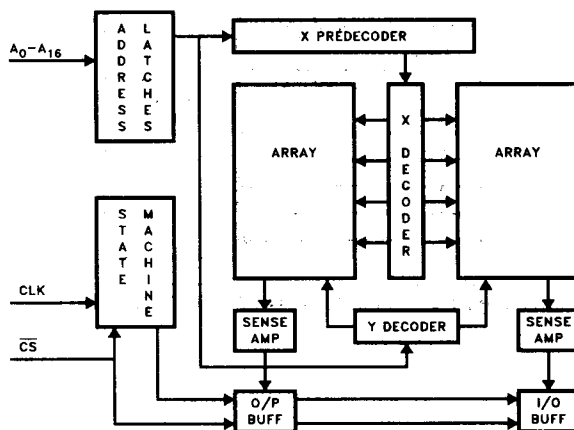 A0-A16
ADDRESS
LATCHES
X PREDECODER
ARRAY
X DECODER
ARRAY
STATE
MACHINE
CLK
CS
SENSE
AMP
Y DECODER
SENSE
AMP
O/P
BUFF
I/O
BUFF